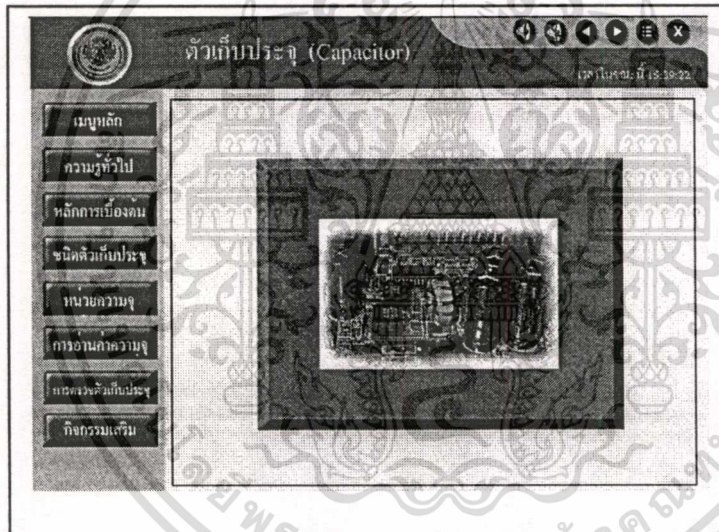 ตัวเก็บประจุ (Capacitor)
เวลาในขณะนี้ 15:39:22
เมนูหลัก
ความรู้ทั่วไป
หลักการเบื้องต้น
ชนิดตัวเก็บประจุ
หน่วยความจุ
การอ่านค่าความจุ
การตรวจตัวเก็บประจุ
กิจกรรมเสริม